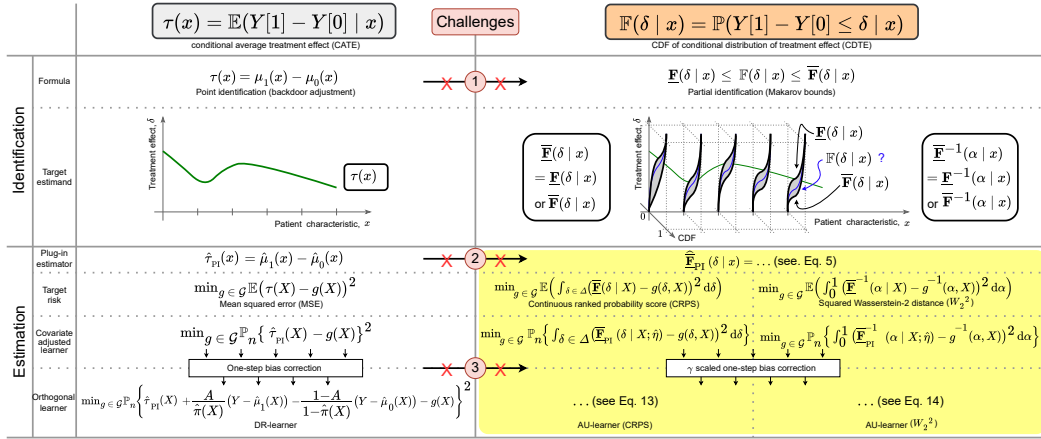 τ(x) = 𝔼(Y[1] − Y[0] | x)
conditional average treatment effect (CATE)
Challenges
𝔽(δ | x) = ℙ(Y[1] − Y[0] ≤ δ | x)
CDF of conditional distribution of treatment effect (CDTE)
Identification
Formula
τ(x) = μ₁(x) − μ₀(x)
Point identification (backdoor adjustment)
1
F̲(δ | x) ≤ 𝔽(δ | x) ≤ F̅(δ | x)
Partial identification (Makarov bounds)
Target
estimand
Treatment effect, δ
τ(x)
Patient characteristic, x
F̲̅(δ | x)
= F̲(δ | x)
or F̅(δ | x)
Treatment effect, δ
0
1
CDF
F̲(δ | x)
𝔽(δ | x) ?
F̅(δ | x)
Patient characteristic, x
F̲̅⁻¹(α | x)
= F̲⁻¹(α | x)
or F̅⁻¹(α | x)
Estimation
Plug-in
estimator
τ̂_PI(x) = μ̂₁(x) − μ̂₀(x)
2
F̲̅̂_PI (δ | x) = … (see. Eq. 5)
Target
risk
min_{g ∈ 𝒢} 𝔼(τ(X) − g(X))²
Mean squared error (MSE)
min_{g ∈ 𝒢} 𝔼(∫_{δ ∈ Δ} (F̲̅(δ | X) − g(δ, X))² dδ)
Continuous ranked probability score (CRPS)
min_{g ∈ 𝒢} 𝔼(∫₀¹ (F̲̅⁻¹(α | X) − g⁻¹(α, X))² dα)
Squared Wasserstein-2 distance (W₂²)
Covariate
adjusted
learner
min_{g ∈ 𝒢} ℙₙ{ τ̂_PI(X) − g(X)}²
min_{g ∈ 𝒢} ℙₙ{∫_{δ ∈ Δ} (F̲̅_PI (δ | X; η̂) − g(δ, X))² dδ}
min_{g ∈ 𝒢} ℙₙ{∫₀¹ (F̲̅_PI⁻¹ (α | X; η̂) − g⁻¹(α, X))² dα}
One-step bias correction
3
γ scaled one-step bias correction
Orthogonal
learner
min_{g ∈ 𝒢} ℙₙ{τ̂_PI(X) + A/π̂(X) (Y − μ̂₁(X)) − (1−A)/(1−π̂(X)) (Y − μ̂₀(X)) − g(X)}²
DR-learner
… (see Eq. 13)
AU-learner (CRPS)
… (see Eq. 14)
AU-learner (W₂²)